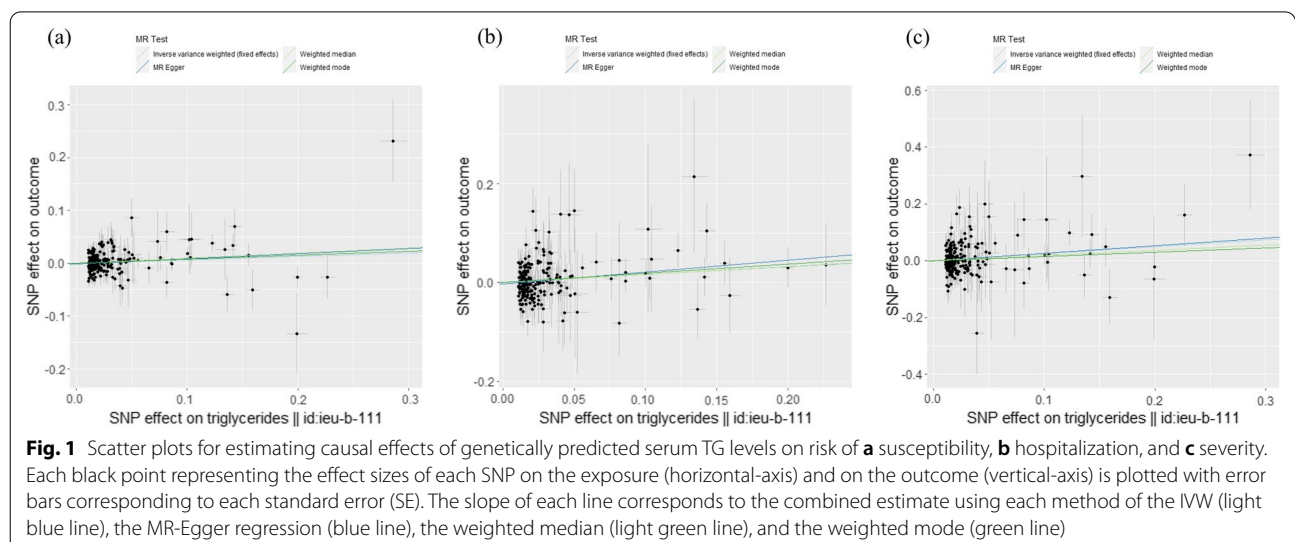 (a)
MR Test
Inverse variance weighted (fixed effects)
Weighted median
MR Egger
Weighted mode
SNP effect on outcome
0.3
0.2
0.1
0.0
-0.1
-0.2
0.0
0.1
0.2
0.3
SNP effect on triglycerides || id:ieu-b-111
(b)
MR Test
Inverse variance weighted (fixed effects)
Weighted median
MR Egger
Weighted mode
SNP effect on outcome
0.2
0.0
-0.2
0.00
0.05
0.10
0.15
0.20
SNP effect on triglycerides || id:ieu-b-111
(c)
MR Test
Inverse variance weighted (fixed effects)
Weighted median
MR Egger
Weighted mode
SNP effect on outcome
0.6
0.4
0.2
0.0
-0.2
-0.4
0.0
0.1
0.2
0.3
SNP effect on triglycerides || id:ieu-b-111
Fig. 1 Scatter plots for estimating causal effects of genetically predicted serum TG levels on risk of a susceptibility, b hospitalization, and c severity.
Each black point representing the effect sizes of each SNP on the exposure (horizontal-axis) and on the outcome (vertical-axis) is plotted with error
bars corresponding to each standard error (SE). The slope of each line corresponds to the combined estimate using each method of the IVW (light
blue line), the MR-Egger regression (blue line), the weighted median (light green line), and the weighted mode (green line)